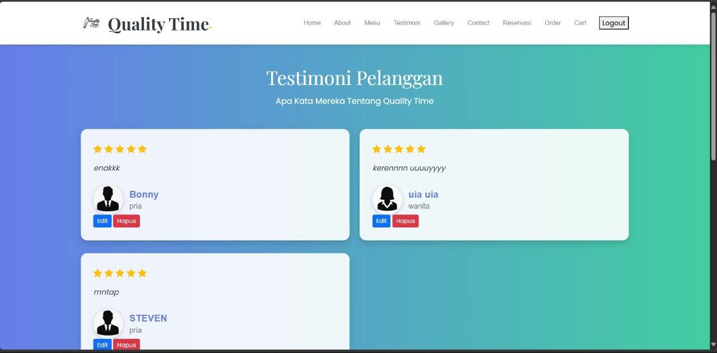 Quality Time.
Home About Menu Testimoni Gallery Contact Reservasi Order Cart Logout
Testimoni Pelanggan
Apa Kata Mereka Tentang Quality Time
enakkk
Bonny
pria
Edit Hapus
kerennnn uuuuyyyy
uia uia
wanita
Edit Hapus
mntap
STEVEN
pria
Edit Hapus